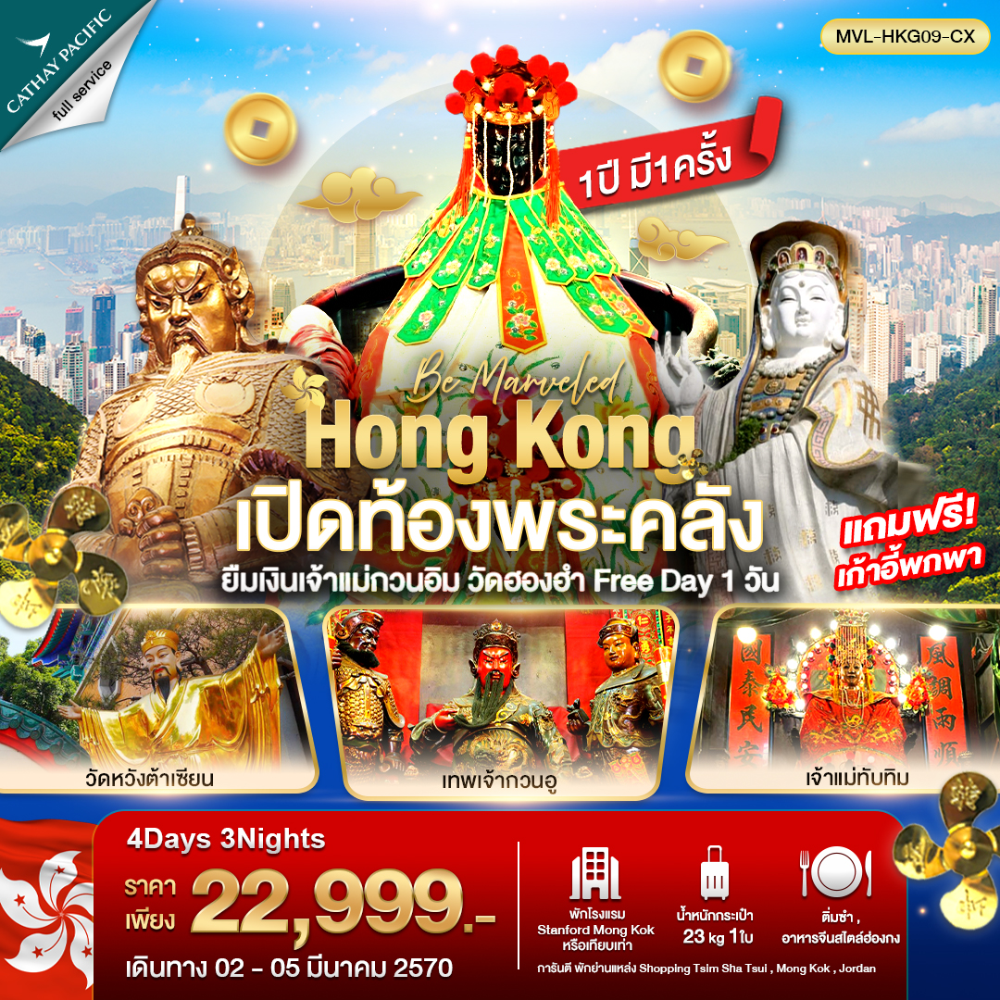 CATHAY PACIFIC
full service
MVL-HKG09-CX
1ปี มี1ครั้ง
Be Marveled
Hong Kong
เปิดท้องพระคลัง
ยืมเงินเจ้าแม่กวนอิม วัดฮองฮำ Free Day 1 วัน
แถมฟรี!
เก้าอี้พกพา
國泰民安
風調雨順
วัดหวังต้าเซียน
เทพเจ้ากวนอู
เจ้าแม่ทับทิม
4Days 3Nights
ราคา
เพียง
22,999.-
เดินทาง 02 - 05 มีนาคม 2570
พักโรงแรม
Stanford Mong Kok
หรือเทียบเท่า
น้ำหนักกระเป๋า
23 kg 1ใบ
ติ่มซำ ,
อาหารจีนสไตล์ฮ่องกง
การันตี พักย่านแหล่ง Shopping Tsim Sha Tsui , Mong Kok , Jordan